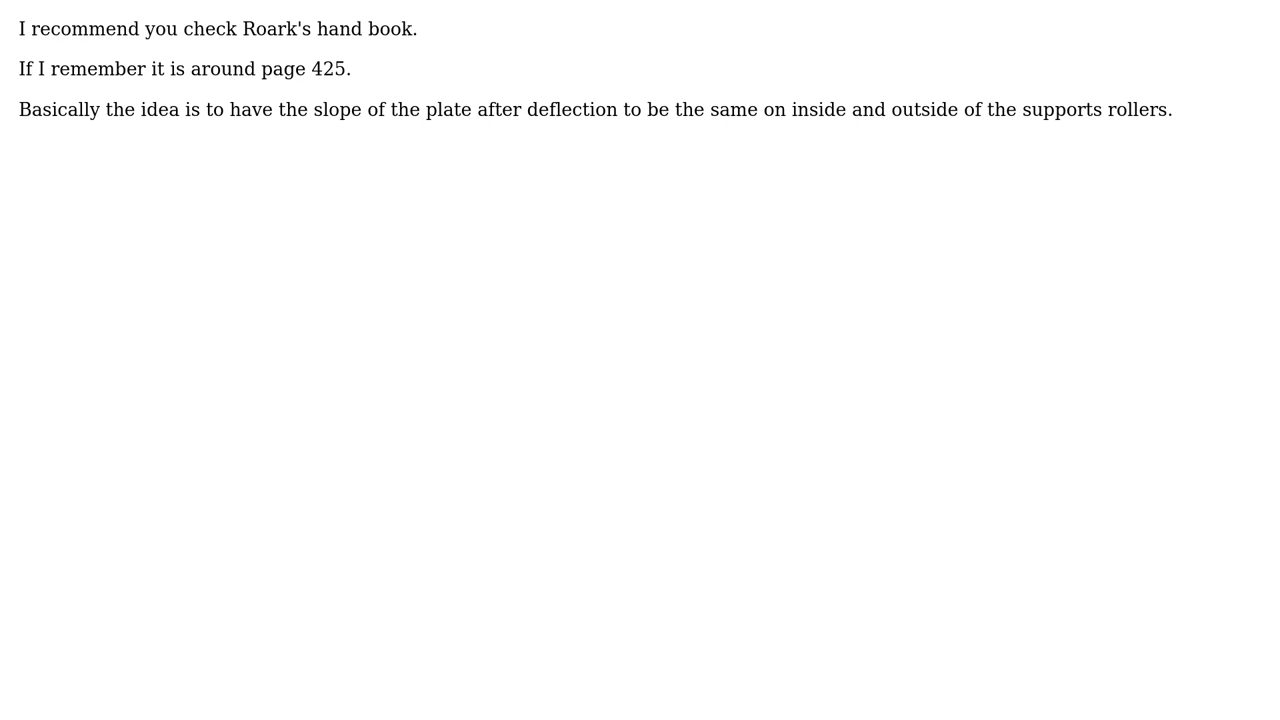 I recommend you check Roark's hand book.
If I remember it is around page 425.
Basically the idea is to have the slope of the plate after deflection to be the same on inside and outside of the supports rollers.